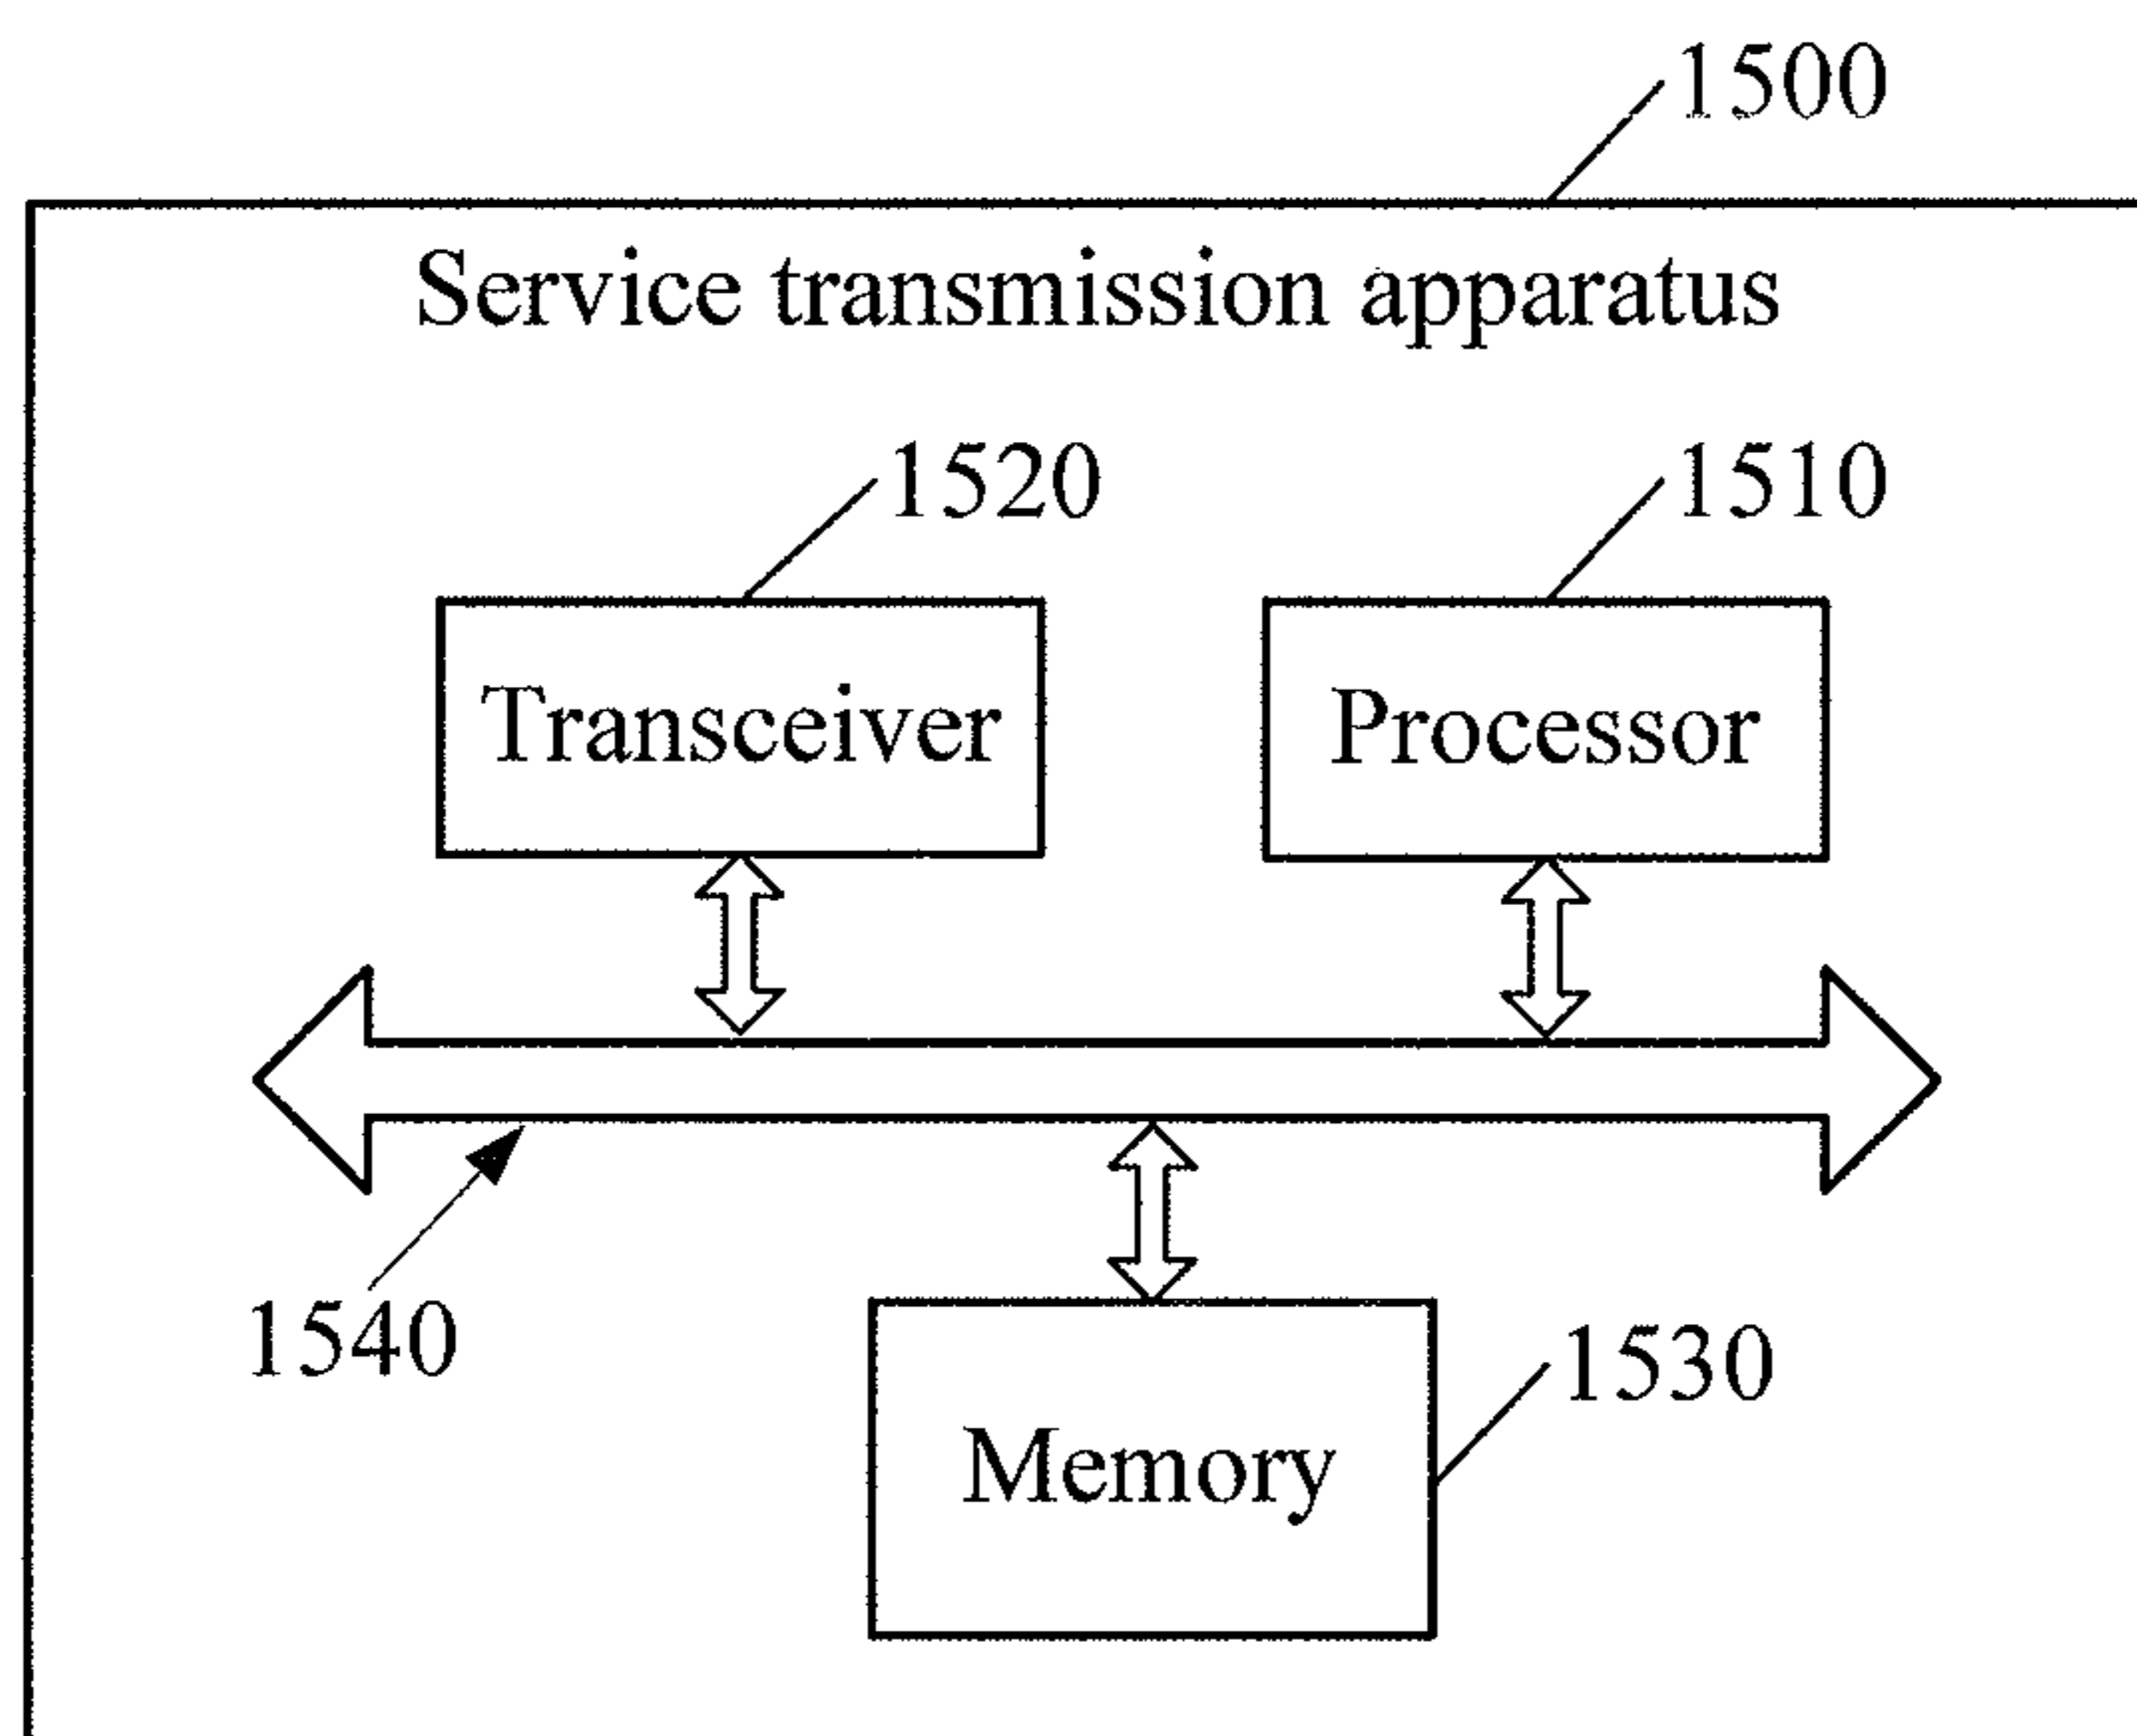 1500
Service transmission apparatus
1520
1510
Transceiver
Processor
1540
1530
Memory